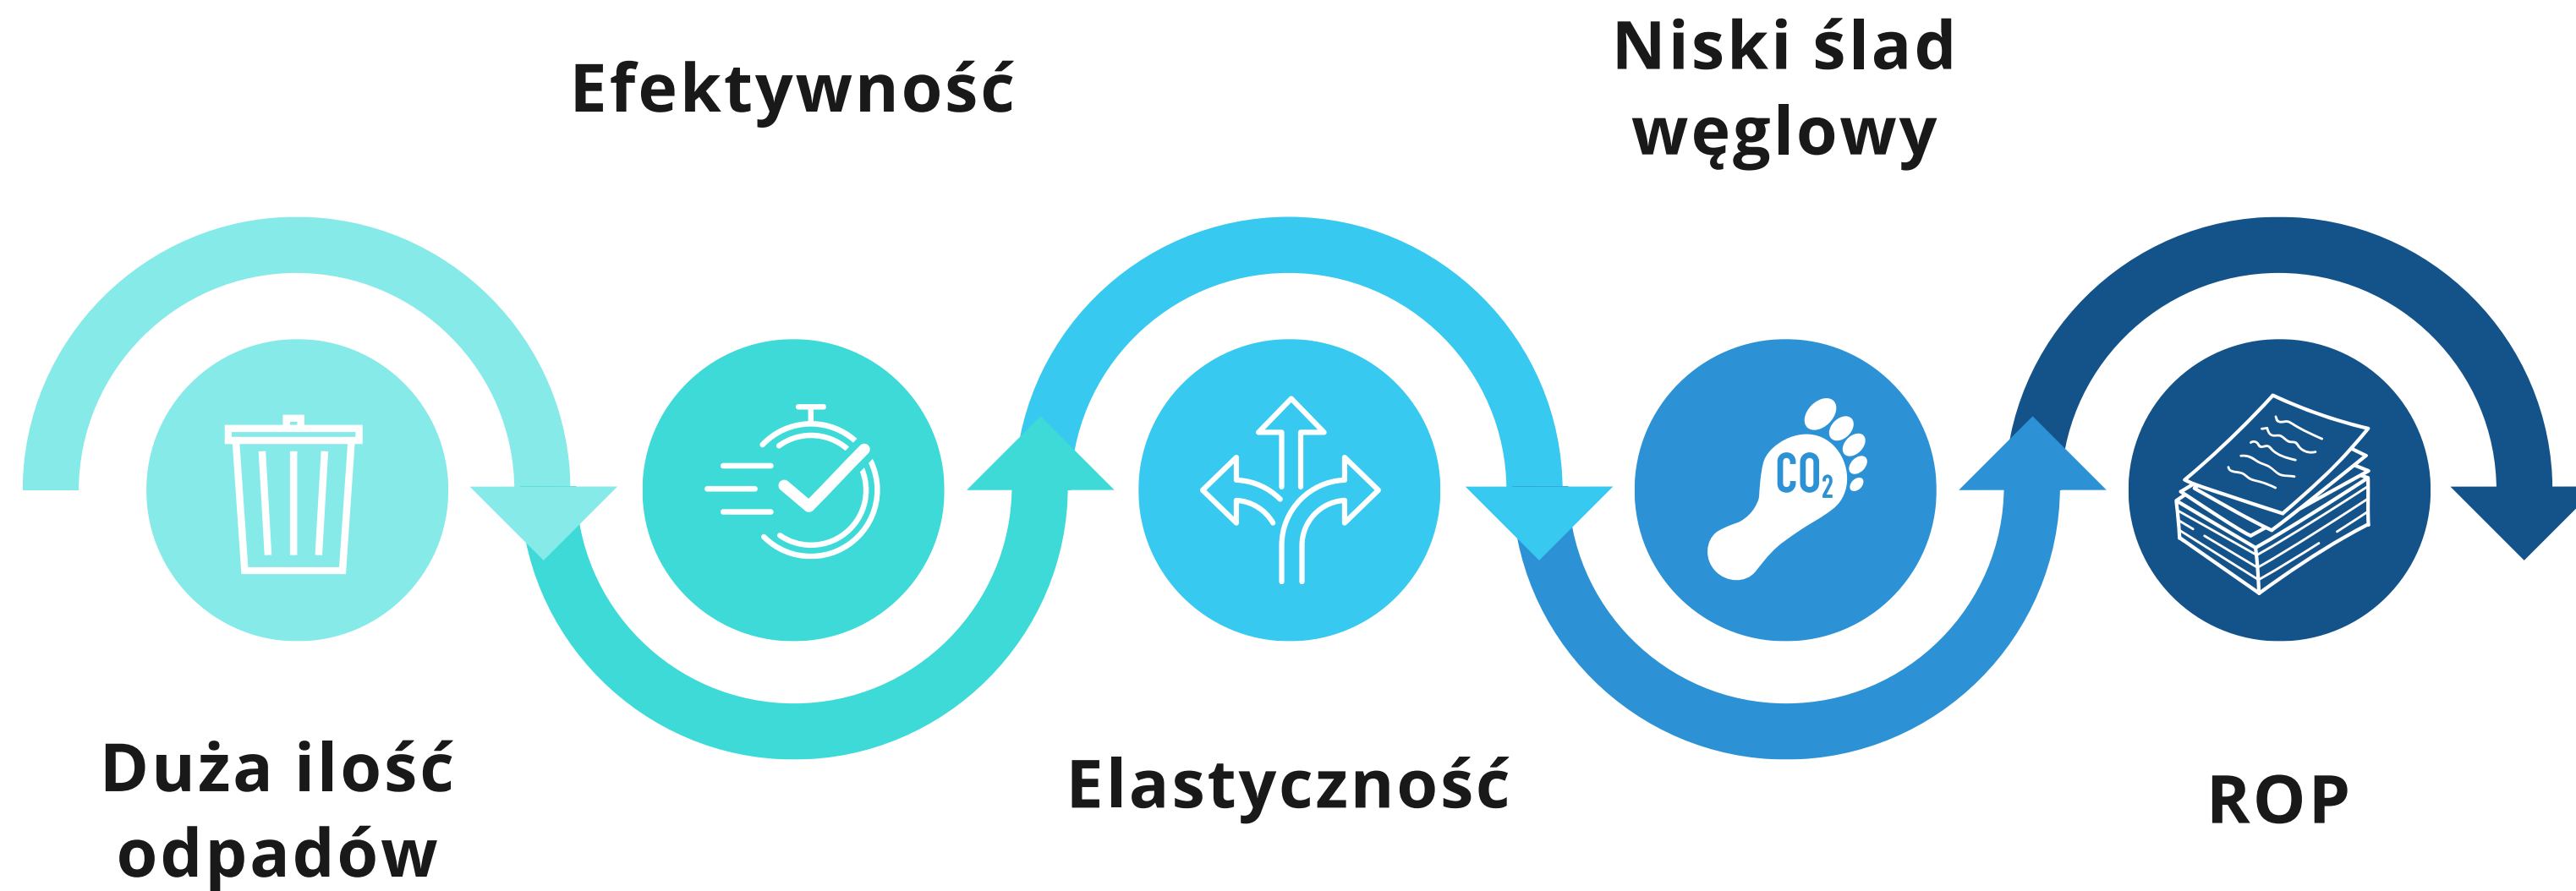 Duża ilość
odpadów
Efektywność
Elastyczność
Niski ślad
węglowy
CO₂
ROP